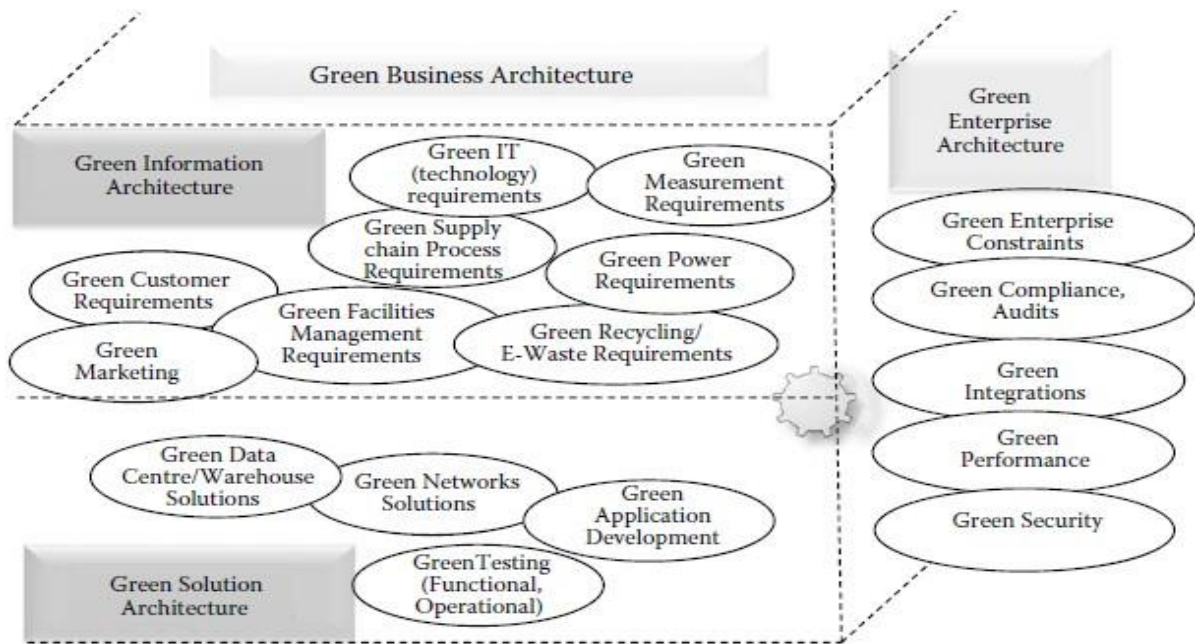 Green Business Architecture
Green
Enterprise
Architecture
Green Information
Architecture
Green IT
(technology)
requirements
Green
Measurement
Requirements
Green Supply
chain Process
Requirements
Green Power
Requirements
Green Customer
Requirements
Green Facilities
Management
Requirements
Green Recycling/
E-Waste Requirements
Green
Marketing
Green Enterprise
Constraints
Green Compliance,
Audits
Green
Integrations
Green
Performance
Green Security
Green Data
Centre/Warehouse
Solutions
Green Networks
Solutions
Green
Application
Development
GreenTesting
(Functional,
Operational)
Green Solution
Architecture